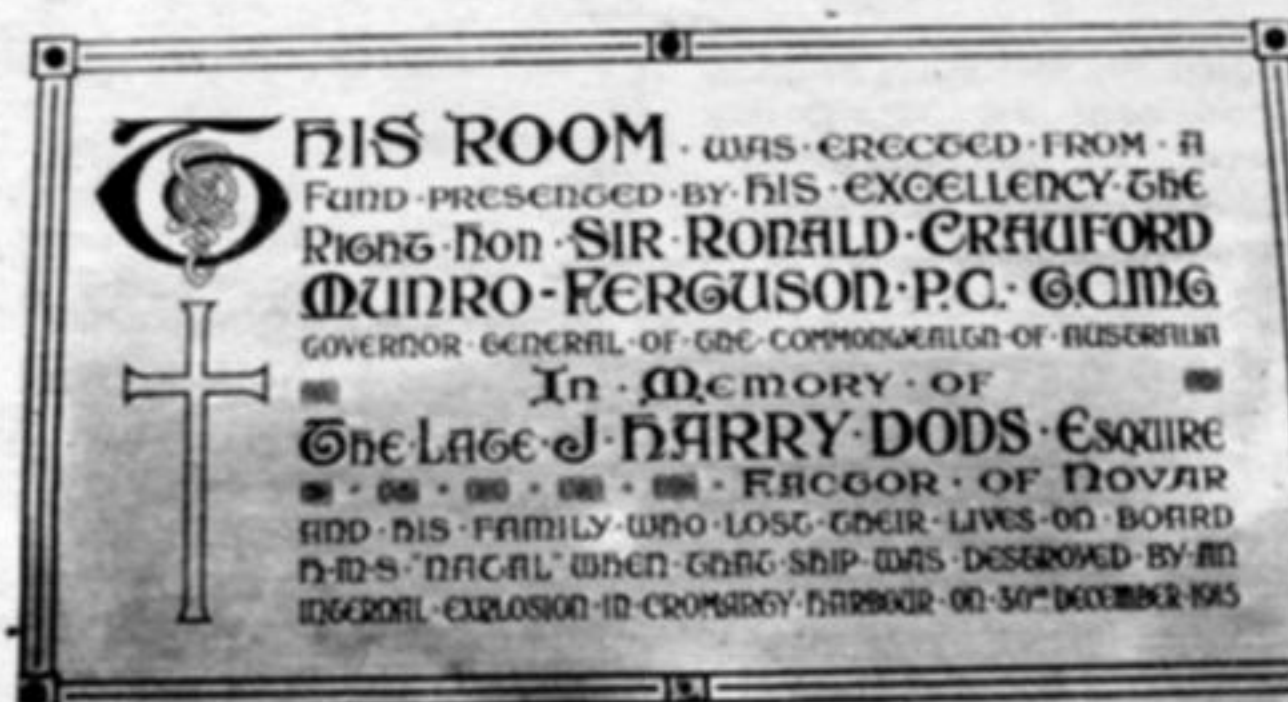 THIS ROOM · WAS · ERECTED · FROM · A
FUND · PRESENTED · BY · HIS · EXCELLENCY · THE
RIGHT · HON · SIR · RONALD · CRAUFORD
MUNRO-FERGUSON · P.C. · G.C.M.G
GOVERNOR · GENERAL · OF · THE · COMMONWEALTH · OF · AUSTRALIA
IN · MEMORY · OF
THE · LATE · J · HARRY · DODS · ESQUIRE
FACTOR · OF NOVAR
AND · HIS · FAMILY · WHO · LOST · THEIR · LIVES · ON · BOARD
H·M·S·"NATAL" WHEN · THAT · SHIP · WAS · DESTROYED · BY · AN
INTERNAL · EXPLOSION · IN · CROMARTY · HARBOUR · ON · 30TH DECEMBER · 1915